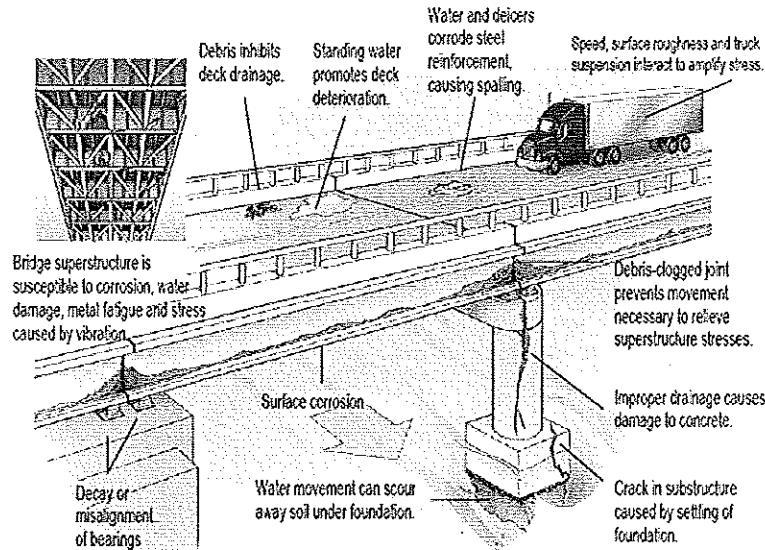 Debris inhibits
deck drainage.
Standing water
promotes deck
deterioration.
Water and deicers
corrode steel
reinforcement,
causing spalling.
Speed, surface roughness and truck
suspension interact to amplify stress.
Bridge superstructure is
susceptible to corrosion, water
damage, metal fatigue and stress
caused by vibration.
Debris-clogged joint
prevents movement
necessary to relieve
superstructure stresses.
Surface corrosion
Improper drainage causes
damage to concrete.
Decay or
misalignment
of bearings
Water movement can scour
away soil under foundation.
Crack in substructure
caused by settling of
foundation.